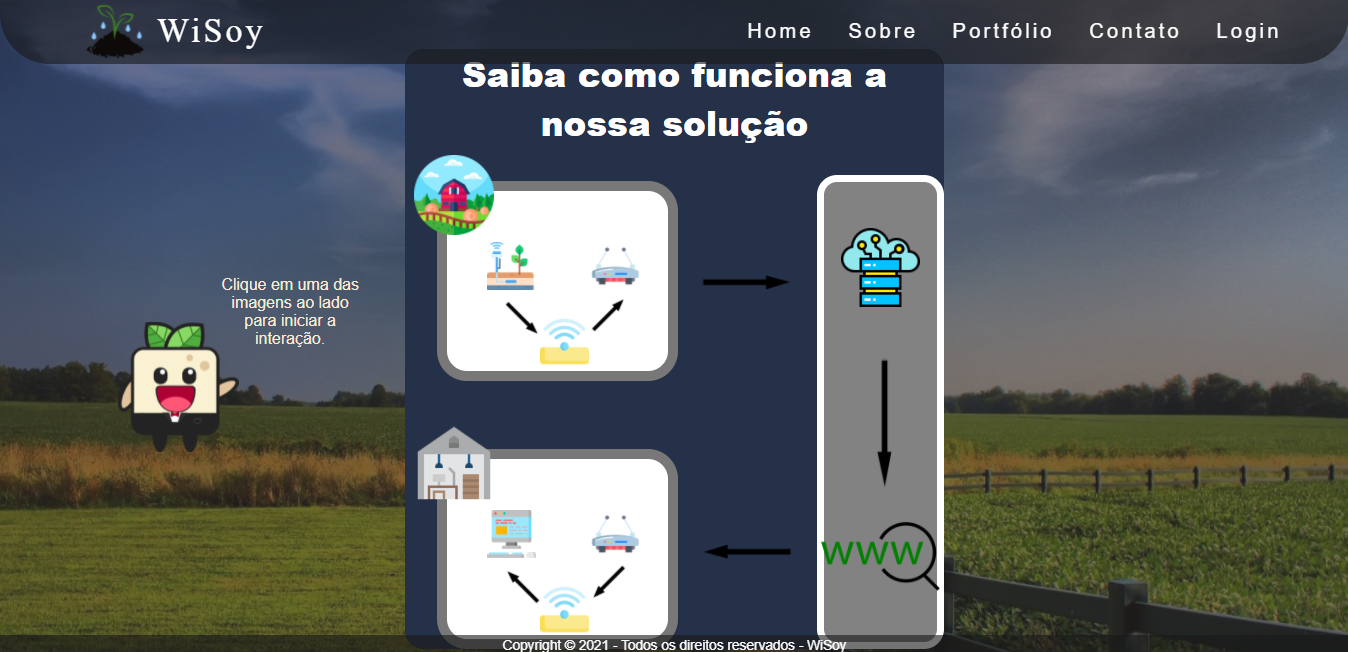 WiSoy
Home Sobre Portfólio Contato Login
Saiba como funciona a
nossa solução
Clique em uma das
imagens ao lado
para iniciar a
interação.
WWW
Copyright © 2021 - Todos os direitos reservados - WiSoy